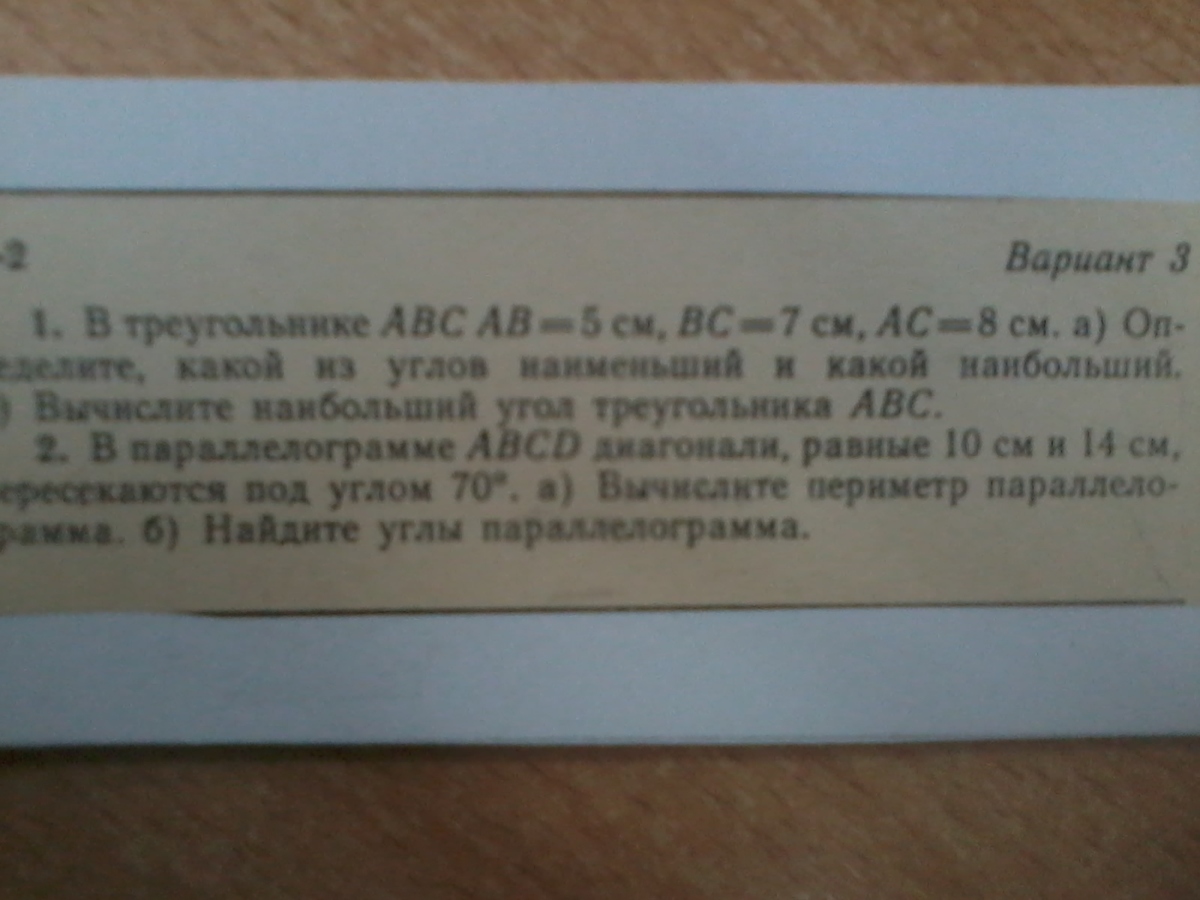 -2 Вариант 3
1. В треугольнике ABC AB=5 см, BC=7 см, AC=8 см. а) Оп-
еделите, какой из углов наименьший и какой наибольший.
) Вычислите наибольший угол треугольника ABC.
2. В параллелограмме ABCD диагонали, равные 10 см и 14 см,
ересекаются под углом 70°. а) Вычислите периметр параллело-
рамма. б) Найдите углы параллелограмма.